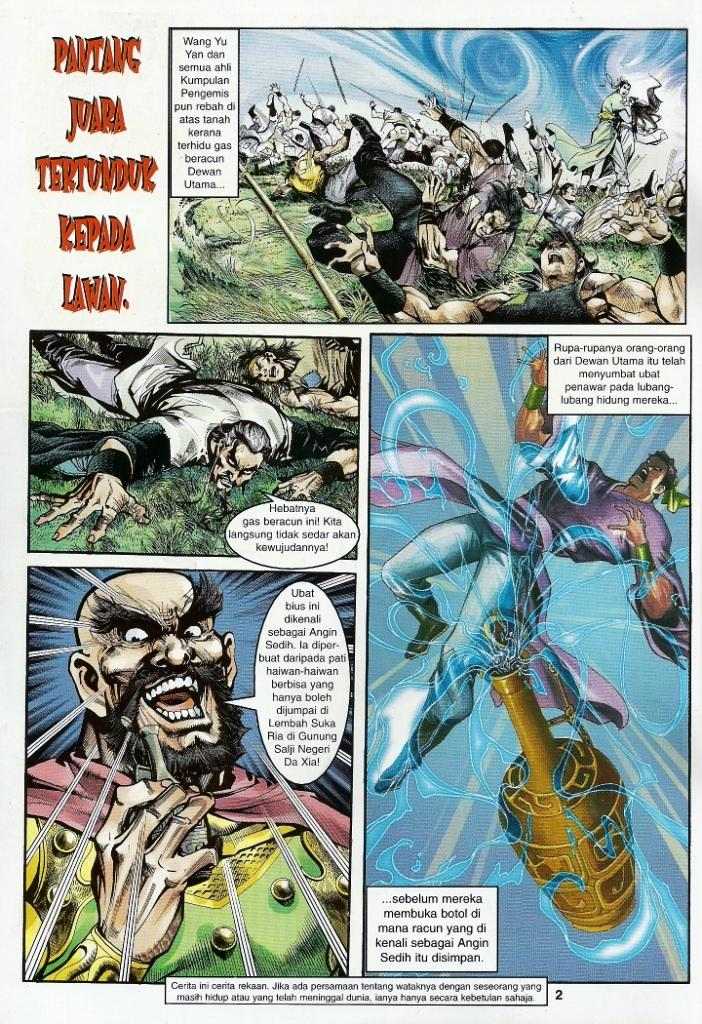 PANTANG
JUARA
TERTUNDUK
KEPADA
LAWAN.
Wang Yu
Yan dan
semua ahli
Kumpulan
Pengemis
pun rebah di
atas tanah
kerana
terhidu gas
beracun
Dewan
Utama...
Hebatnya
gas beracun ini! Kita
langsung tidak sedar akan
kewujudannya!
Rupa-rupanya orang-orang
dari Dewan Utama itu telah
menyumbat ubat
penawar pada lubang-
lubang hidung mereka...
Ubat
bius ini
dikenali
sebagai Angin
Sedih. Ia diper-
buat daripada pati
haiwan-haiwan
berbisa yang
hanya boleh
dijumpai di
Lembah Suka
Ria di Gunung
Salji Negeri
Da Xia!
...sebelum mereka
membuka botol di
mana racun yang di
kenali sebagai Angin
Sedih itu disimpan.
Cerita ini cerita rekaan. Jika ada persamaan tentang wataknya dengan seseorang yang
masih hidup atau yang telah meninggal dunia, ianya hanya secara kebetulan sahaja.
2